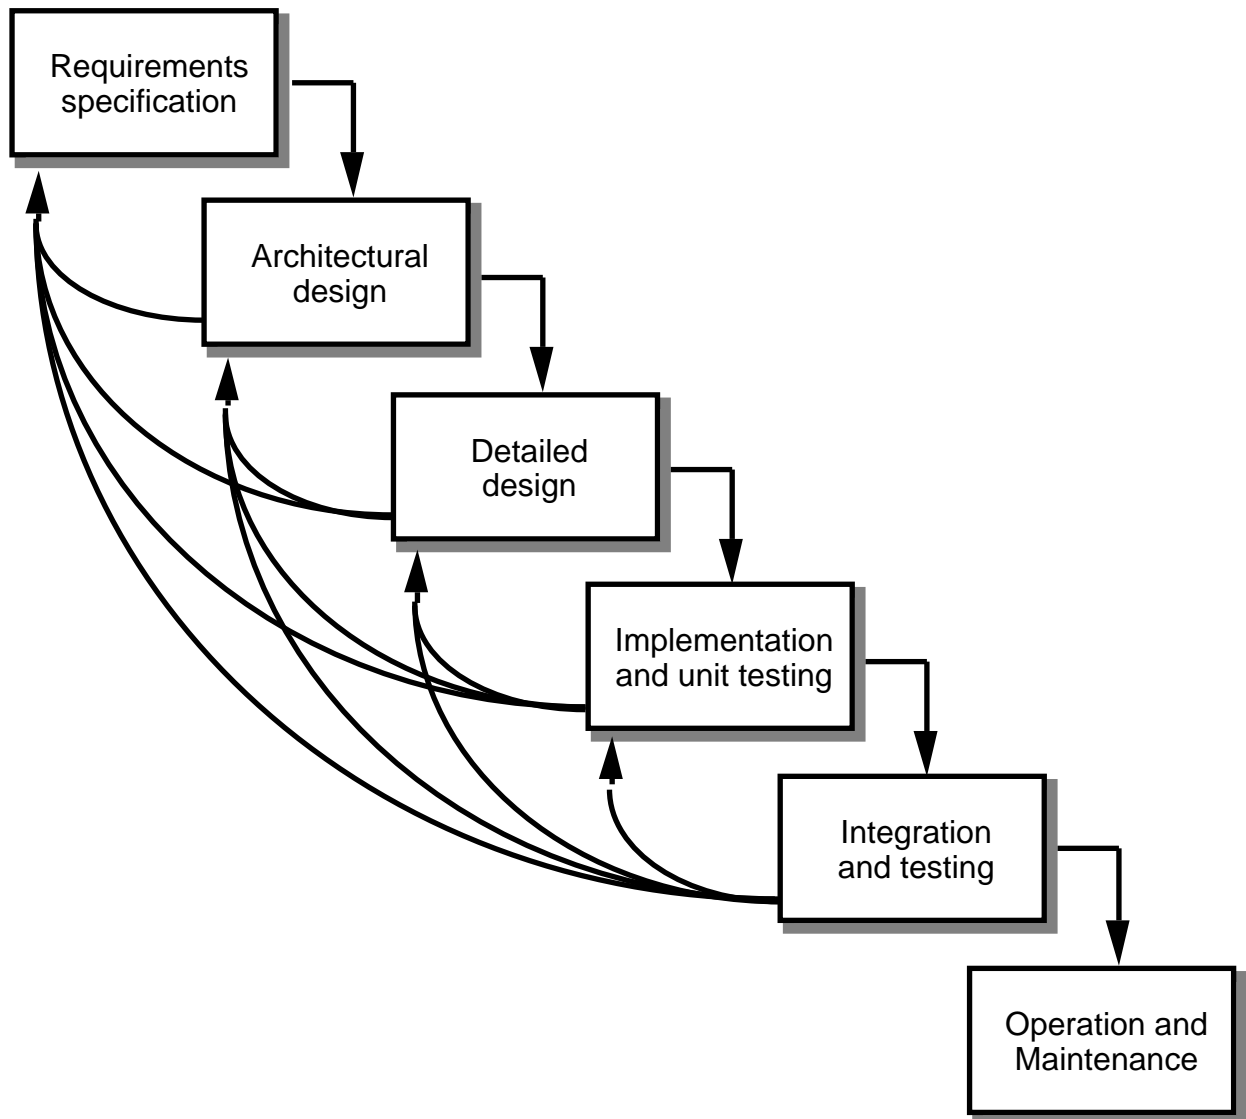 Requirements
specification
Architectural
design
Detailed
design
Implementation
and unit testing
Integration
and testing
Operation and
Maintenance